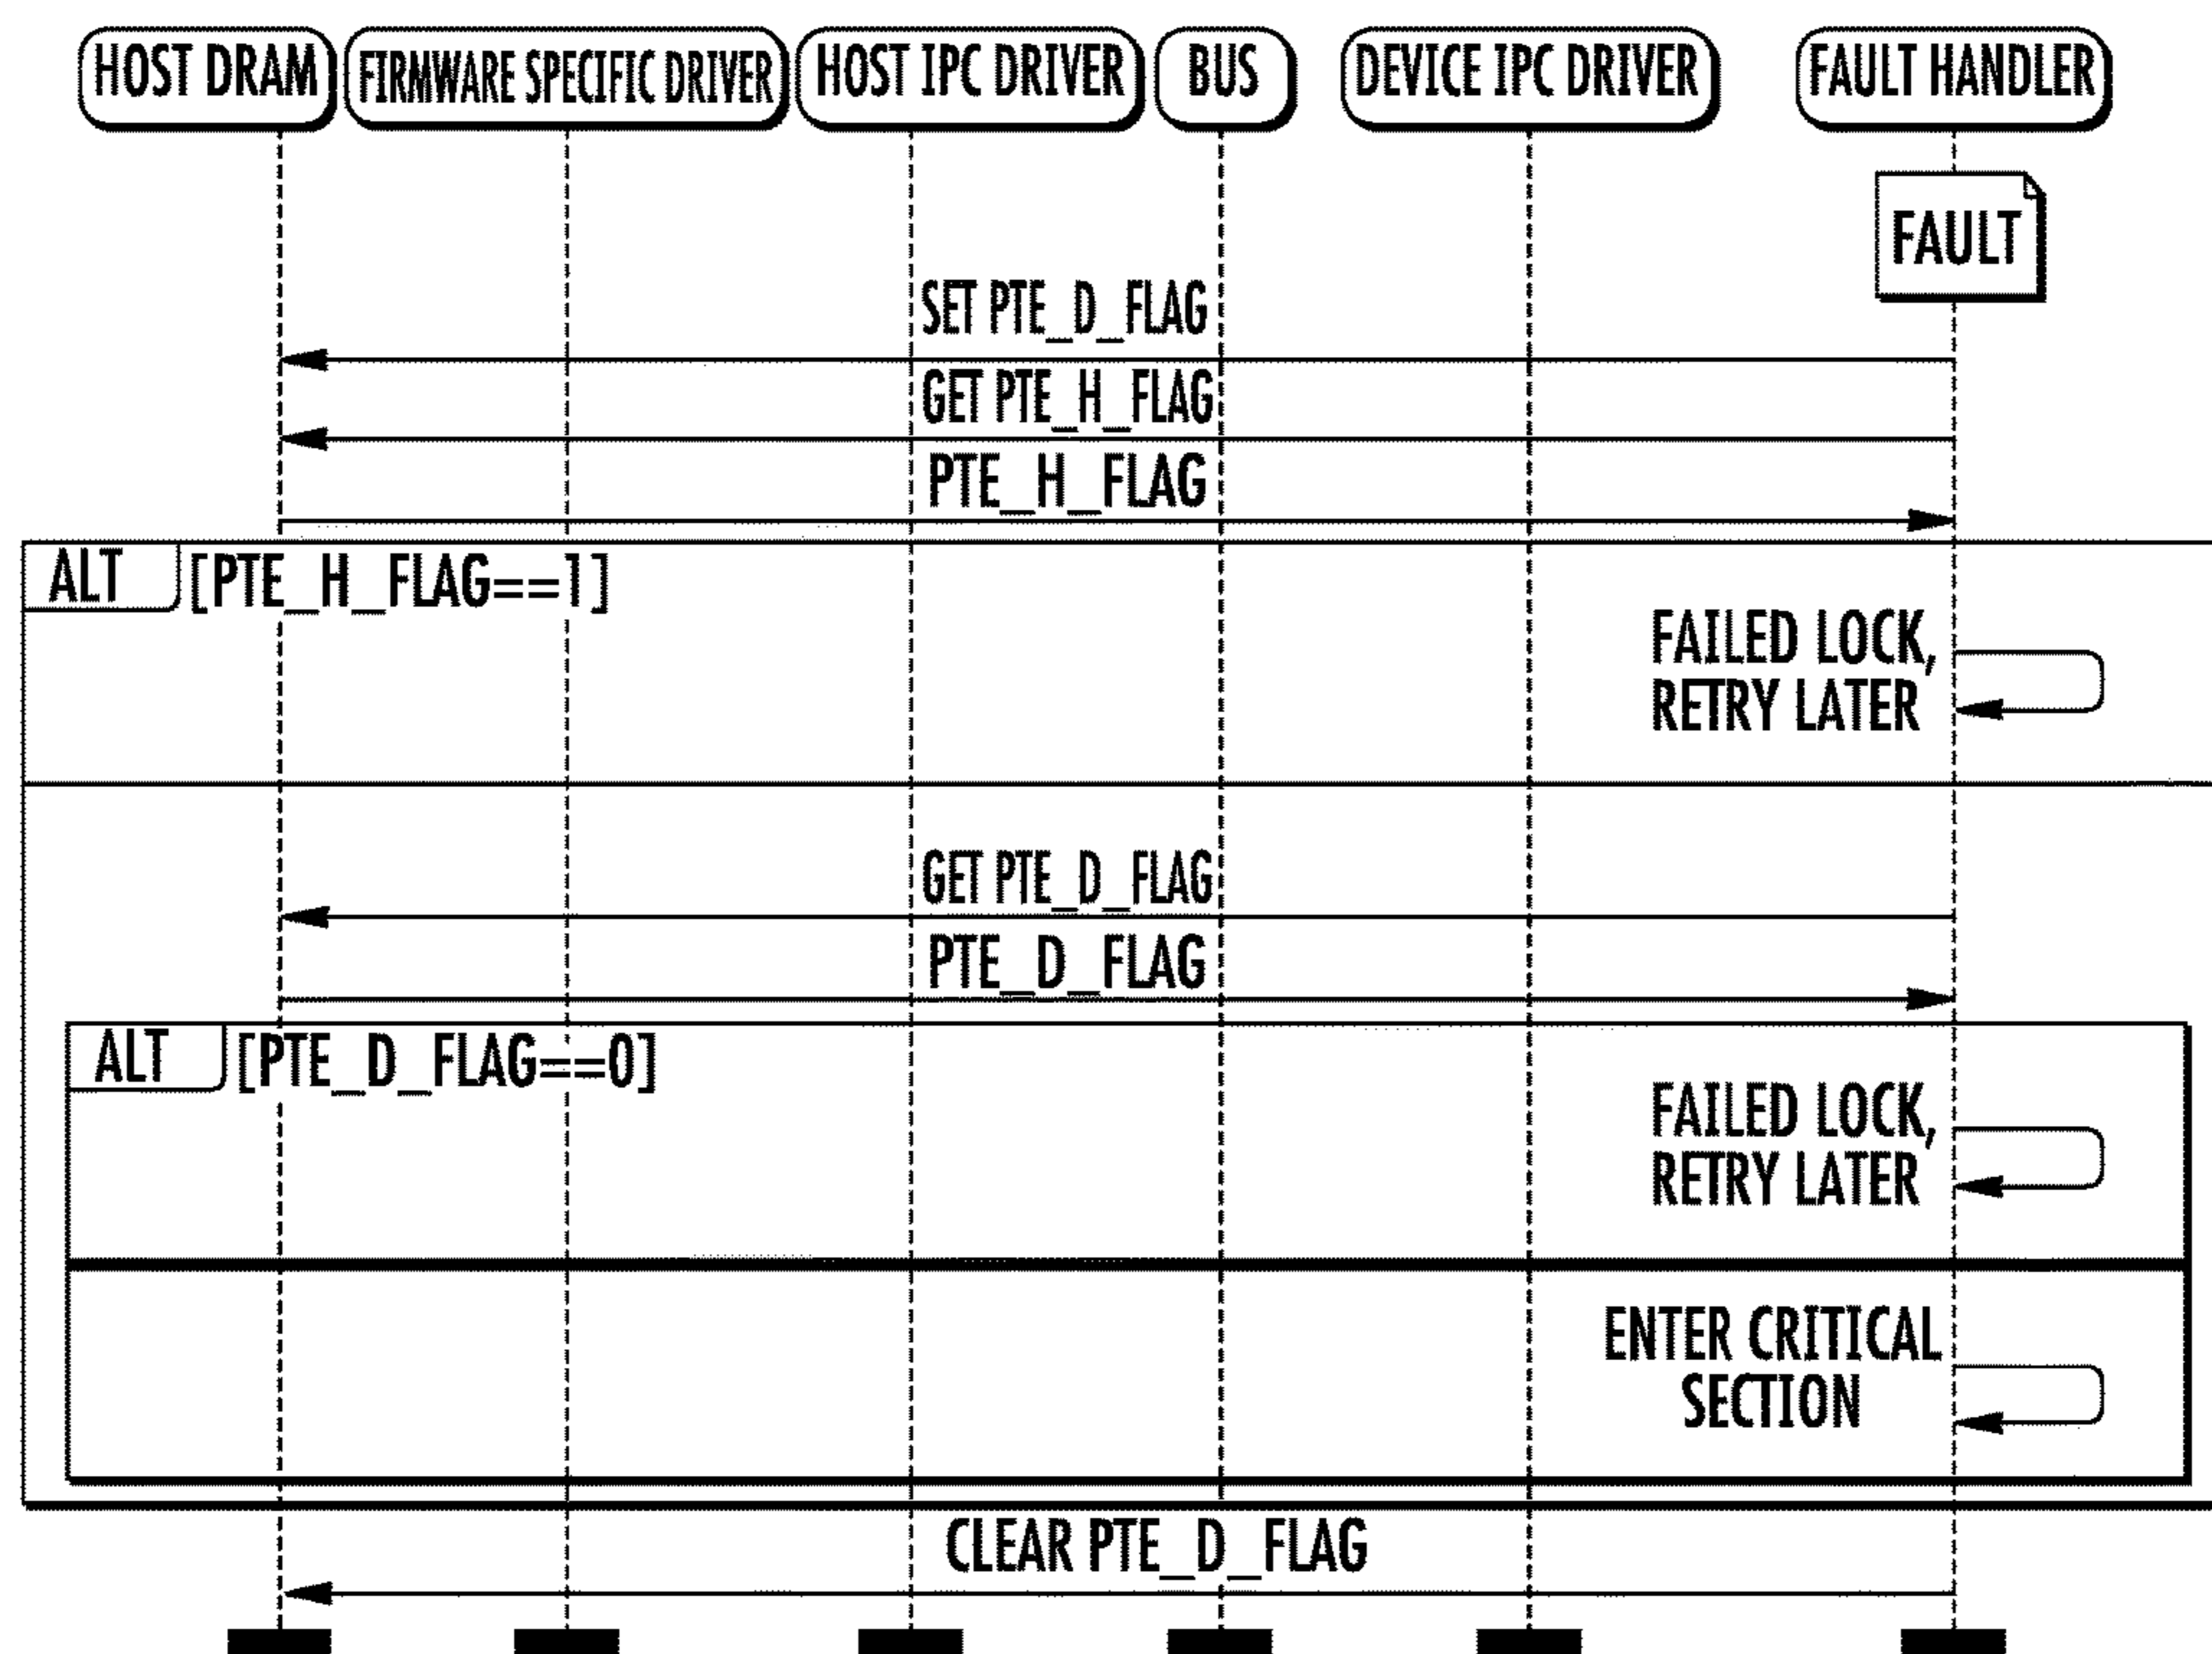 HOST DRAM
FIRMWARE SPECIFIC DRIVER
HOST IPC DRIVER
BUS
DEVICE IPC DRIVER
FAULT HANDLER
FAULT
SET PTE_D_FLAG
GET PTE_H_FLAG
PTE_H_FLAG
ALT [PTE_H_FLAG==1]
FAILED LOCK,
RETRY LATER
GET PTE_D_FLAG
PTE_D_FLAG
ALT [PTE_D_FLAG==0]
FAILED LOCK,
RETRY LATER
ENTER CRITICAL
SECTION
CLEAR PTE_D_FLAG